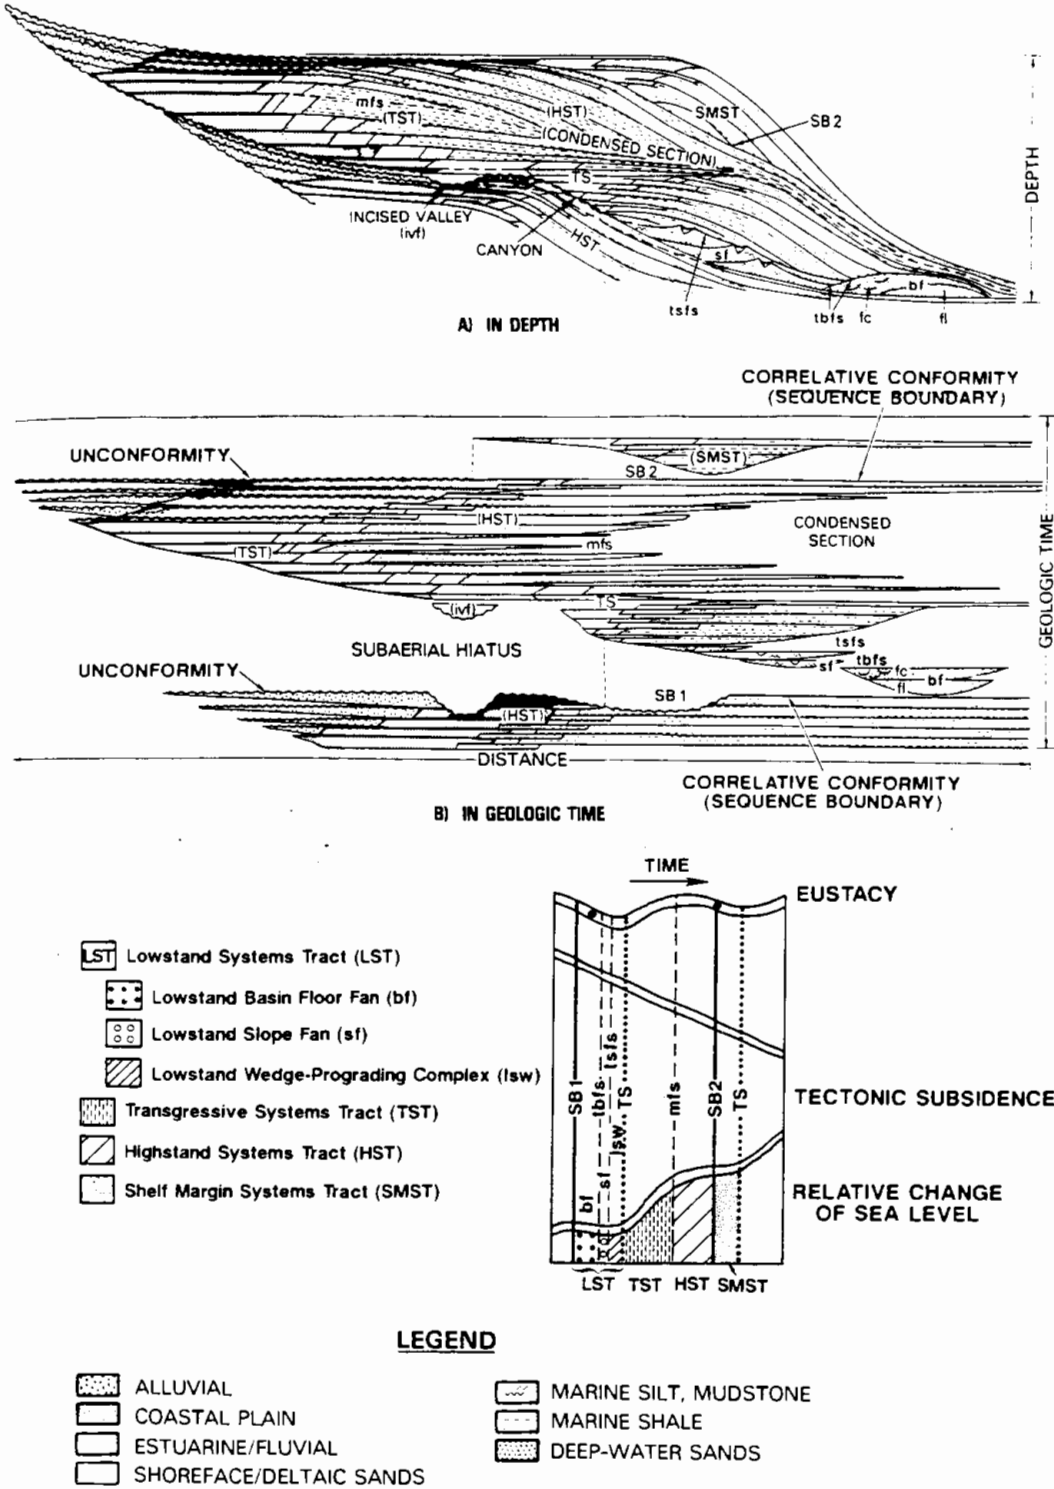 mfs
(TST)
(HST)
(CONDENSED SECTION)
SMST
SB2
TS
INCISED VALLEY
(ivf)
CANYON
HST
sf
tsfs
bf
tbfs
fc
fl
DEPTH
A) IN DEPTH
CORRELATIVE CONFORMITY
(SEQUENCE BOUNDARY)
UNCONFORMITY
(SMST)
SB2
(HST)
CONDENSED
SECTION
mfs
(TST)
TS
(ivf)
SUBAERIAL HIATUS
tsfs
sf
tbfs
fc
bf
fl
UNCONFORMITY
SB1
(HST)
GEOLOGIC TIME
DISTANCE
CORRELATIVE CONFORMITY
(SEQUENCE BOUNDARY)
B) IN GEOLOGIC TIME
TIME
EUSTACY
TECTONIC SUBSIDENCE
RELATIVE CHANGE
OF SEA LEVEL
SB1
bf
tbfs
sf
tsfs
lsw
TS
mfs
SB2
TS
LST TST HST SMST
LST Lowstand Systems Tract (LST)
Lowstand Basin Floor Fan (bf)
Lowstand Slope Fan (sf)
Lowstand Wedge-Prograding Complex (lsw)
Transgressive Systems Tract (TST)
Highstand Systems Tract (HST)
Shelf Margin Systems Tract (SMST)
LEGEND
ALLUVIAL
COASTAL PLAIN
ESTUARINE/FLUVIAL
SHOREFACE/DELTAIC SANDS
MARINE SILT, MUDSTONE
MARINE SHALE
DEEP-WATER SANDS